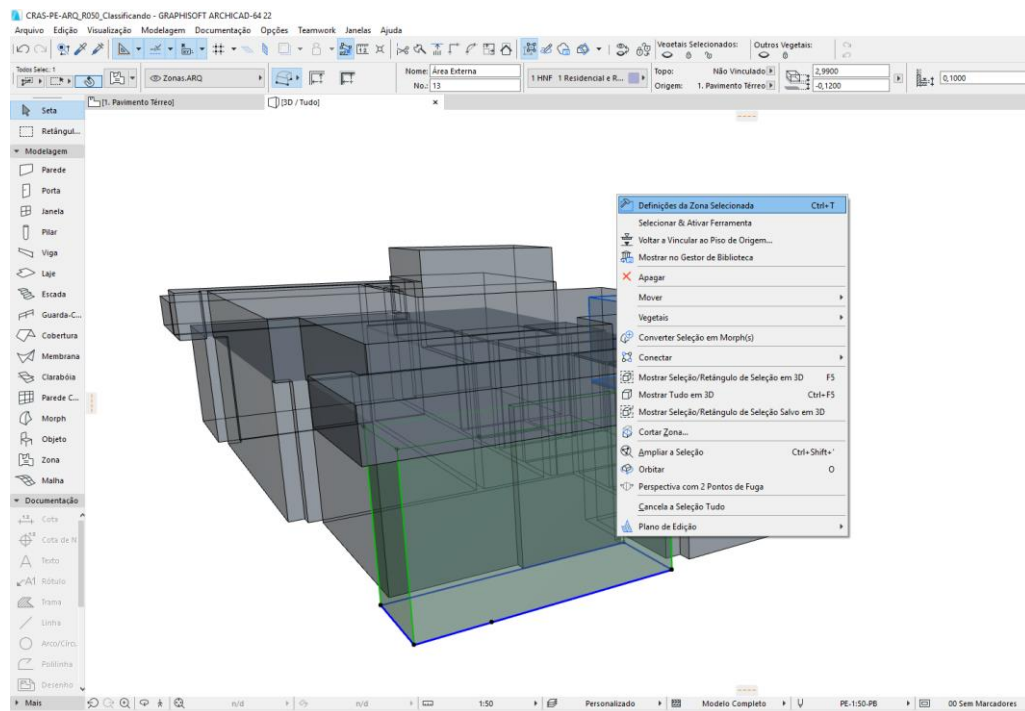 CRAS-PE-ARQ_R050_Classificando - GRAPHISOFT ARCHICAD-64 22
Arquivo Edição Visualização Modelagem Documentação Opções Teamwork Janelas Ajuda
Vegetais Selecionados: Outros Vegetais:
0 0 0
Todos Selec: 1
Zonas.ARQ
Nome: Área Externa
No.: 13
1 HNF 1 Residencial e R...
Topo: Não Vinculado
Origem: 1. Pavimento Térreo
2,9900
-0,1200
0,1000
Seta
[1. Pavimento Térreo]
[3D / Tudo]
Retângul...
Modelagem
Parede
Porta
Janela
Pilar
Viga
Laje
Escada
Guarda-C...
Cobertura
Membrana
Clarabóia
Parede C...
Morph
Objeto
Zona
Malha
Documentação
Cota
Cota de N
Texto
A1 Rótulo
Trama
Linha
Arco/Círc.
Polilinha
Desenho
Mais
Definições da Zona Selecionada Ctrl+T
Selecionar & Ativar Ferramenta
Voltar a Vincular ao Piso de Origem...
Mostrar no Gestor de Biblioteca
Apagar
Mover
Vegetais
Converter Seleção em Morph(s)
Conectar
Mostrar Seleção/Retângulo de Seleção em 3D F5
Mostrar Tudo em 3D Ctrl+F5
Mostrar Seleção/Retângulo de Seleção Salvo em 3D
Cortar Zona...
Ampliar a Seleção Ctrl+Shift+'
Orbitar O
Perspectiva com 2 Pontos de Fuga
Cancela a Seleção Tudo
Plano de Edição
n/d n/d 1:50 Personalizado Modelo Completo PE-1:50-PB 00 Sem Marcadores